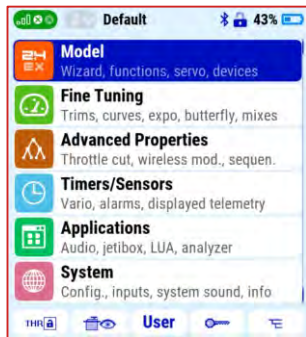 Default 43%
Model
Wizard, functions, servo, devices
Fine Tuning
Trims, curves, expo, butterfly, mixes
Advanced Properties
Throttle cut, wireless mod., sequen.
Timers/Sensors
Vario, alarms, displayed telemetry
Applications
Audio, jetibox, LUA, analyzer
System
Config., inputs, system sound, info
THR User